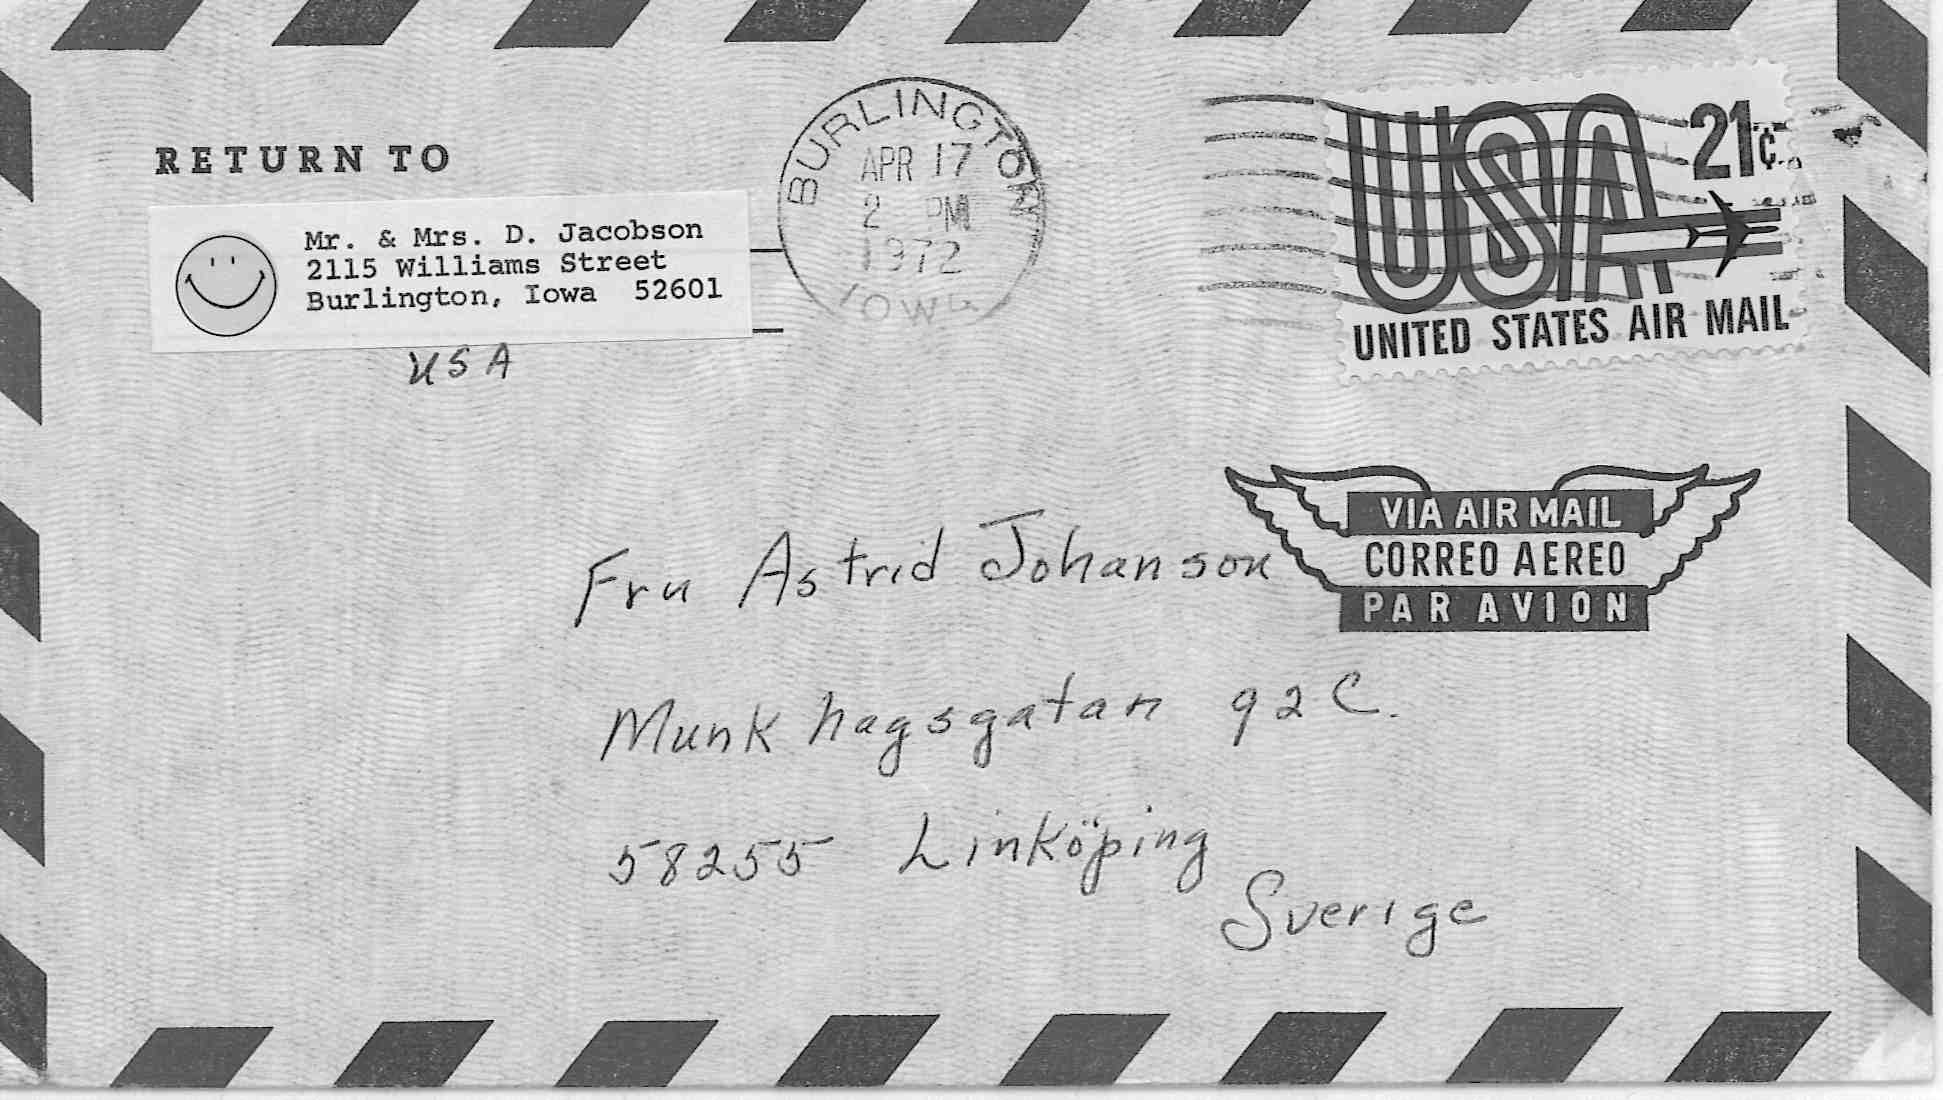 RETURN TO
Mr. & Mrs. D. Jacobson
2115 Williams Street
Burlington, Iowa 52601
USA
BURLINGTON
APR 17
2 PM
1972
IOWA
USA 21¢
UNITED STATES AIR MAIL
VIA AIR MAIL
CORREO AEREO
PAR AVION
Fru Astrid Johanson
Munkhagsgatan 92 C.
58255 Linköping
Sverige